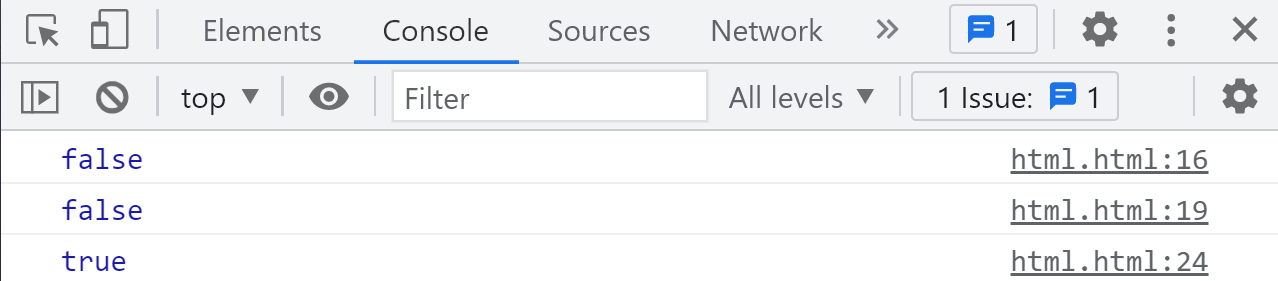 Elements Console Sources Network 1
top Filter All levels 1 Issue: 1
false html.html:16
false html.html:19
true html.html:24